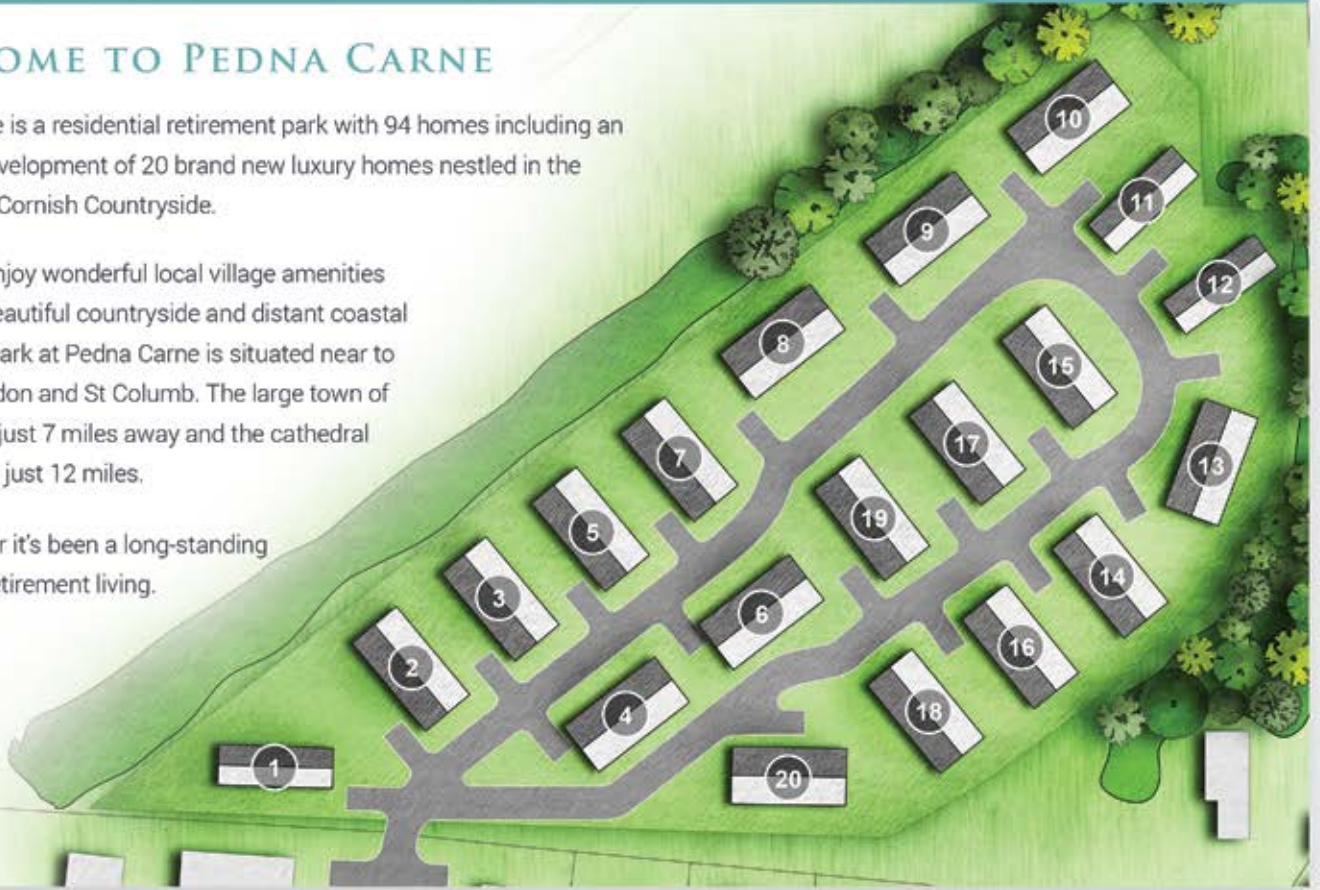 OME TO PEDNA CARNE
e is a residential retirement park with 94 homes including an
velopment of 20 brand new luxury homes nestled in the
Cornish Countryside.
njoy wonderful local village amenities
eautiful countryside and distant coastal
ark at Pedna Carne is situated near to
don and St Columb. The large town of
just 7 miles away and the cathedral
just 12 miles.
r it's been a long-standing
etirement living.
10
11
9
12
8
15
17
7
13
19
5
14
3
6
16
2
18
4
1
20